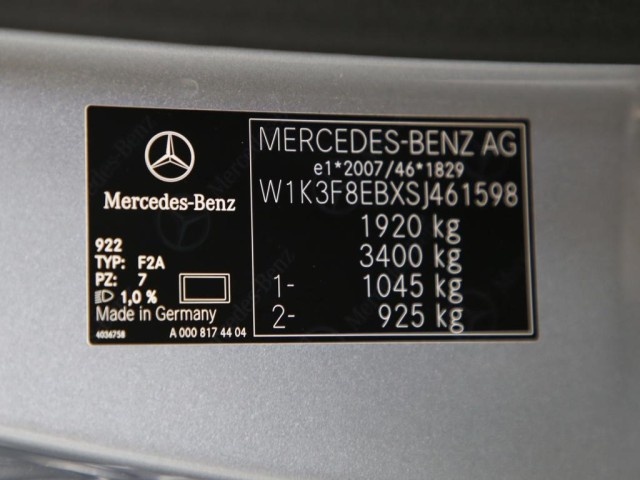 Mercedes-Benz
922
TYP: F2A
PZ: 7
1,0 %
Made in Germany
4036758
A 000 817 44 04
MERCEDES-BENZ AG
e1*2007/46*1829
W1K3F8EBXSJ461598
1920 kg
3400 kg
1- 1045 kg
2- 925 kg